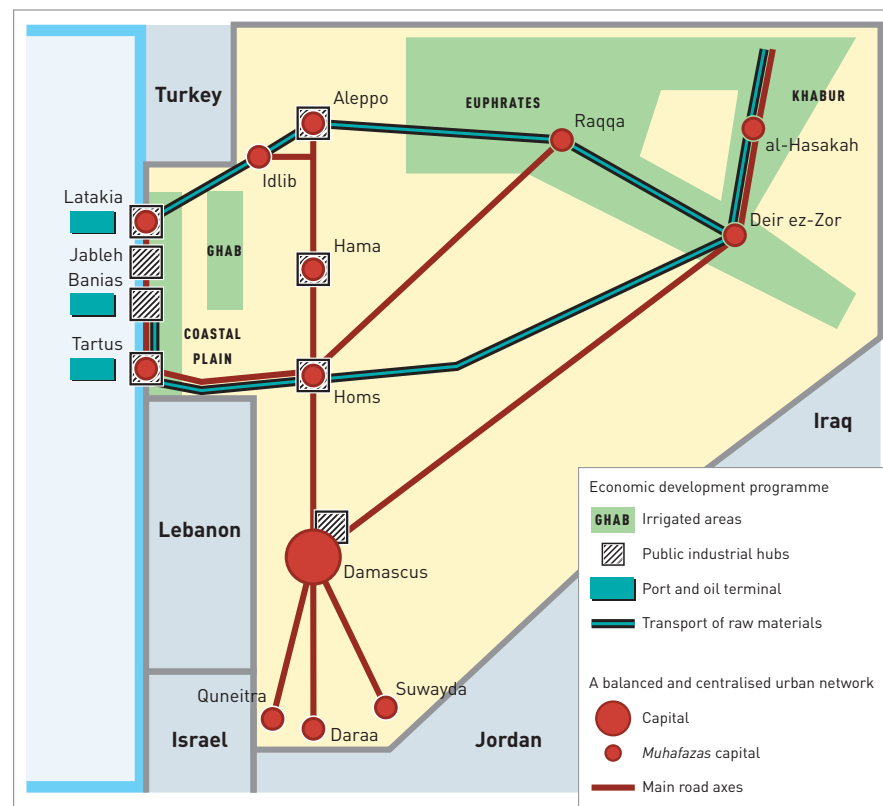 Turkey
Aleppo
EUPHRATES
KHABUR
Raqqa
al-Hasakah
Idlib
Latakia
Deir ez-Zor
Jableh
GHAB
Hama
Banias
COASTAL
PLAIN
Tartus
Homs
Iraq
Lebanon
Damascus
Quneitra
Suwayda
Daraa
Israel
Jordan
Economic development programme
GHAB Irrigated areas
Public industrial hubs
Port and oil terminal
Transport of raw materials
A balanced and centralised urban network
Capital
Muhafazas capital
Main road axes